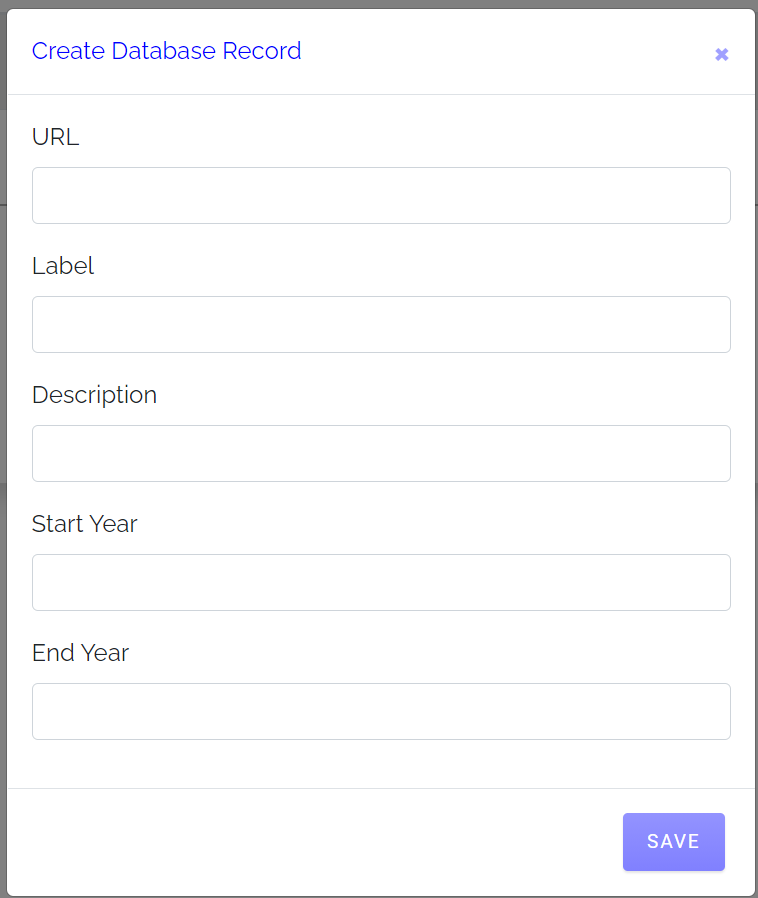 Create Database Record
URL
Label
Description
Start Year
End Year
SAVE